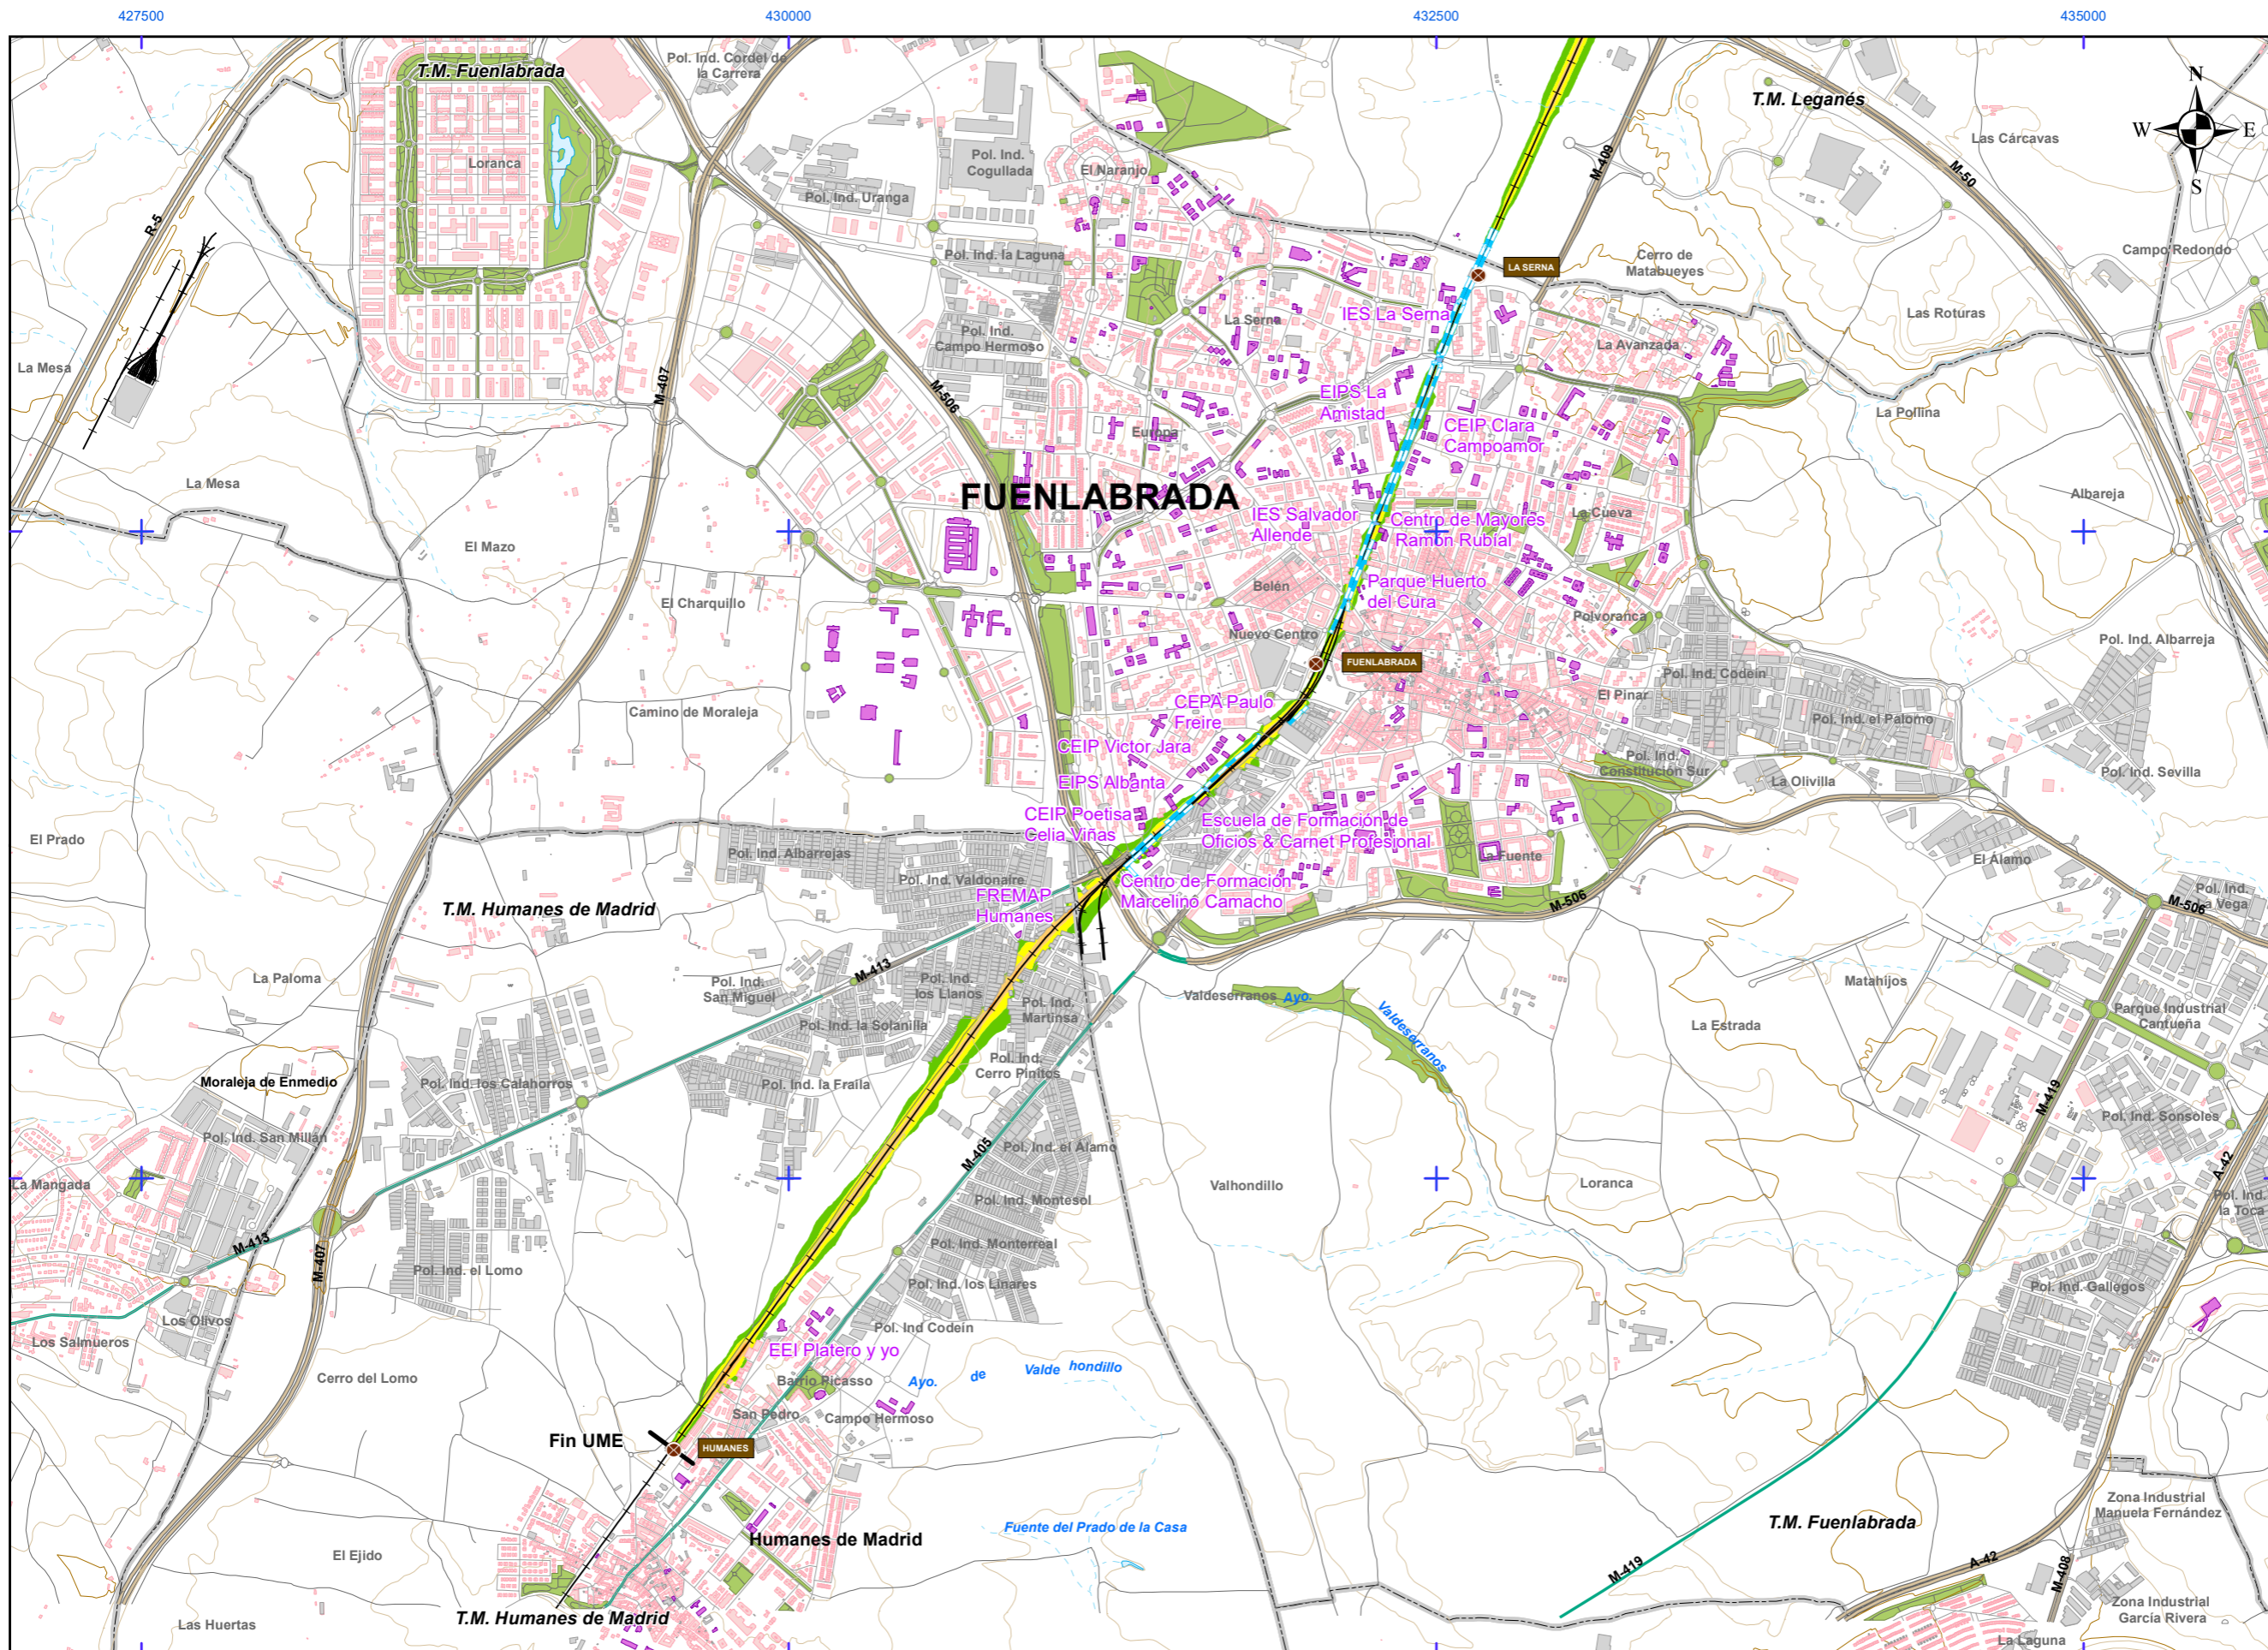 427500
430000
432500
435000
T.M. Fuenlabrada
Pol. Ind. Cordel de
la Carrera
T.M. Leganés
N
W
E
S
Las Cárcavas
Loranca
Pol. Ind.
Cogullada
El Naranjo
M-409
M-50
Pol. Ind. Uranga
R-5
Pol. Ind. la Laguna
Cerro de
Matabueyes
Campo Redondo
LA SERNA
La Serna
IES La Serna
Las Roturas
Pol. Ind.
Campo Hermoso
La Avanzada
La Mesa
M-407
M-506
EIPS La
Amistad
La Pollina
CEIP Clara
Campoamor
Europa
La Mesa
FUENLABRADA
Albareja
IES Salvador
Allende
Centro de Mayores
Ramón Rubial
La Cueva
El Mazo
El Charquillo
Belén
Parque Huerto
del Cura
Polvoranca
Nuevo Centro
Pol. Ind. Albarreja
FUENLABRADA
Pol. Ind. Codein
El Pinar
Camino de Moraleja
CEPA Paulo
Freire
Pol. Ind. el Palomo
CEIP Victor Jara
Pol. Ind.
Constitución Sur
Pol. Ind. Sevilla
EIPS Albanta
La Olivilla
CEIP Poetisa
Celia Viñas
Escuela de Formación de
Oficios & Carnet Profesional
El Prado
Pol. Ind. Albarrejas
La Fuente
El Álamo
Pol. Ind. Valdonaire
FREMAP
Humanes
Centro de Formación
Marcelino Camacho
T.M. Humanes de Madrid
M-506
Pol. Ind.
La Vega
M-506
La Paloma
Pol. Ind.
San Miguel
M-413
Pol. Ind.
los Llanos
Pol. Ind.
Martinsa
Valdeserranos
Ayo.
Valdeserranos
Matahijos
Parque Industrial
Cantueña
Pol. Ind. la Solanilla
La Estrada
Pol. Ind.
Cerro Pinitos
Moraleja de Enmedio
Pol. Ind. los Calahorros
Pol. Ind. la Fraila
M-419
Pol. Ind. Sonsoles
Pol. Ind. San Millán
M-405
Pol. Ind. el Álamo
La Mangada
Valhondillo
Loranca
A-42
Pol. Ind.
la Toca
Pol. Ind. Montesol
M-413
M-407
Pol. Ind. Monterreal
Pol. Ind. el Lomo
Pol. Ind. los Linares
Pol. Ind. Gallegos
Los Olivos
Los Salmueros
Pol. Ind Codein
EEI Platero y yo
Cerro del Lomo
Barrio Picasso
Ayo.
de
Valde
hondillo
San Pedro
Campo Hermoso
Fin UME
HUMANES
Zona Industrial
Manuela Fernández
Fuente del Prado de la Casa
T.M. Fuenlabrada
Humanes de Madrid
El Ejido
M-419
A-42
M-408
Zona Industrial
García Rivera
T.M. Humanes de Madrid
Las Huertas
La Laguna